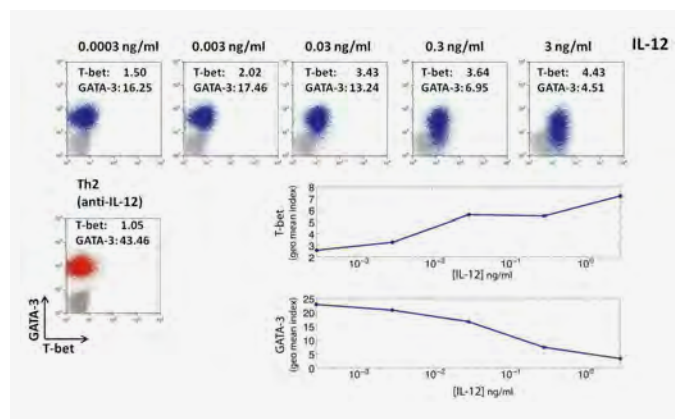 0.0003 ng/ml 0.003 ng/ml 0.03 ng/ml 0.3 ng/ml 3 ng/ml IL-12
T-bet: 1.50
GATA-3: 16.25
T-bet: 2.02
GATA-3: 17.46
T-bet: 3.43
GATA-3: 13.24
T-bet: 3.64
GATA-3: 6.95
T-bet: 4.43
GATA-3: 4.51
Th2
(anti-IL-12)
T-bet: 1.05
GATA-3: 43.46
GATA-3
T-bet
T-bet
(geo mean index)
8
7
6
5
4
3
2
10⁻³ 10⁻² 10⁻¹ 10⁰
[IL-12] ng/ml
GATA-3
(geo mean index)
25
20
15
10
5
0
10⁻³ 10⁻² 10⁻¹ 10⁰
[IL-12] ng/ml